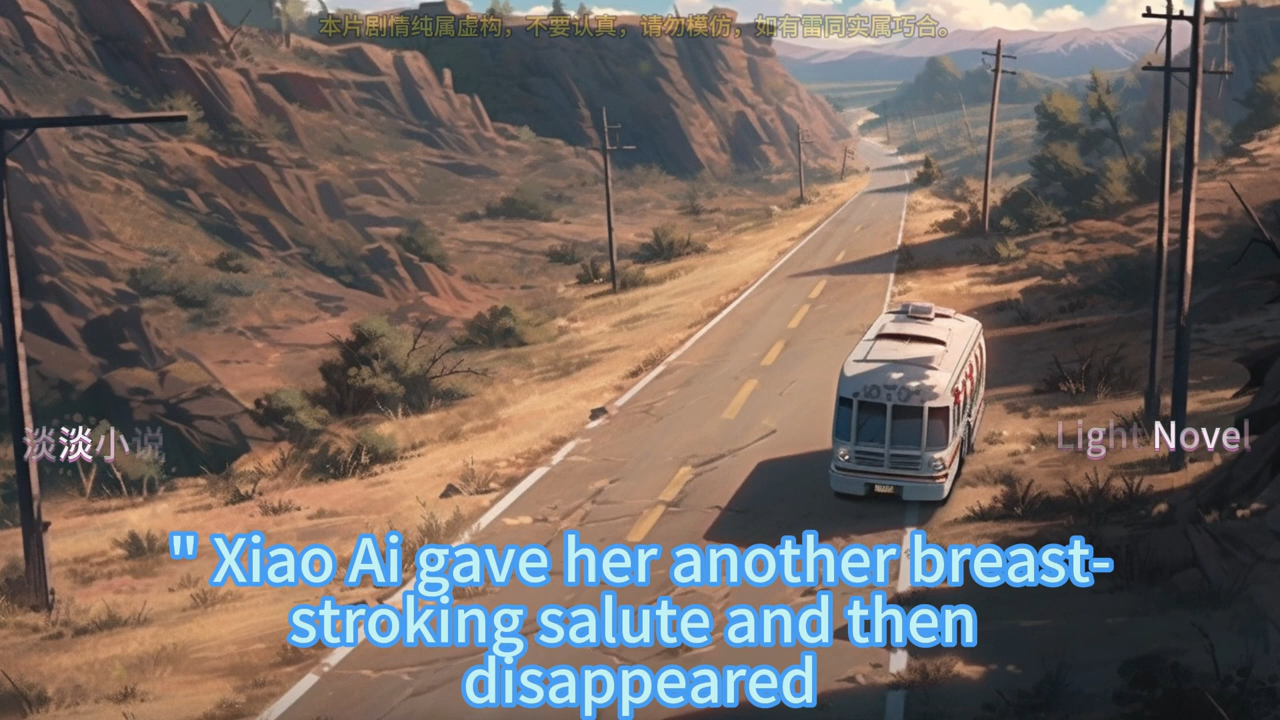 本片剧情纯属虚构，不要认真，请勿模仿，如有雷同实属巧合。
淡淡小说
Light Novel
" Xiao Ai gave her another breast-
stroking salute and then
disappeared